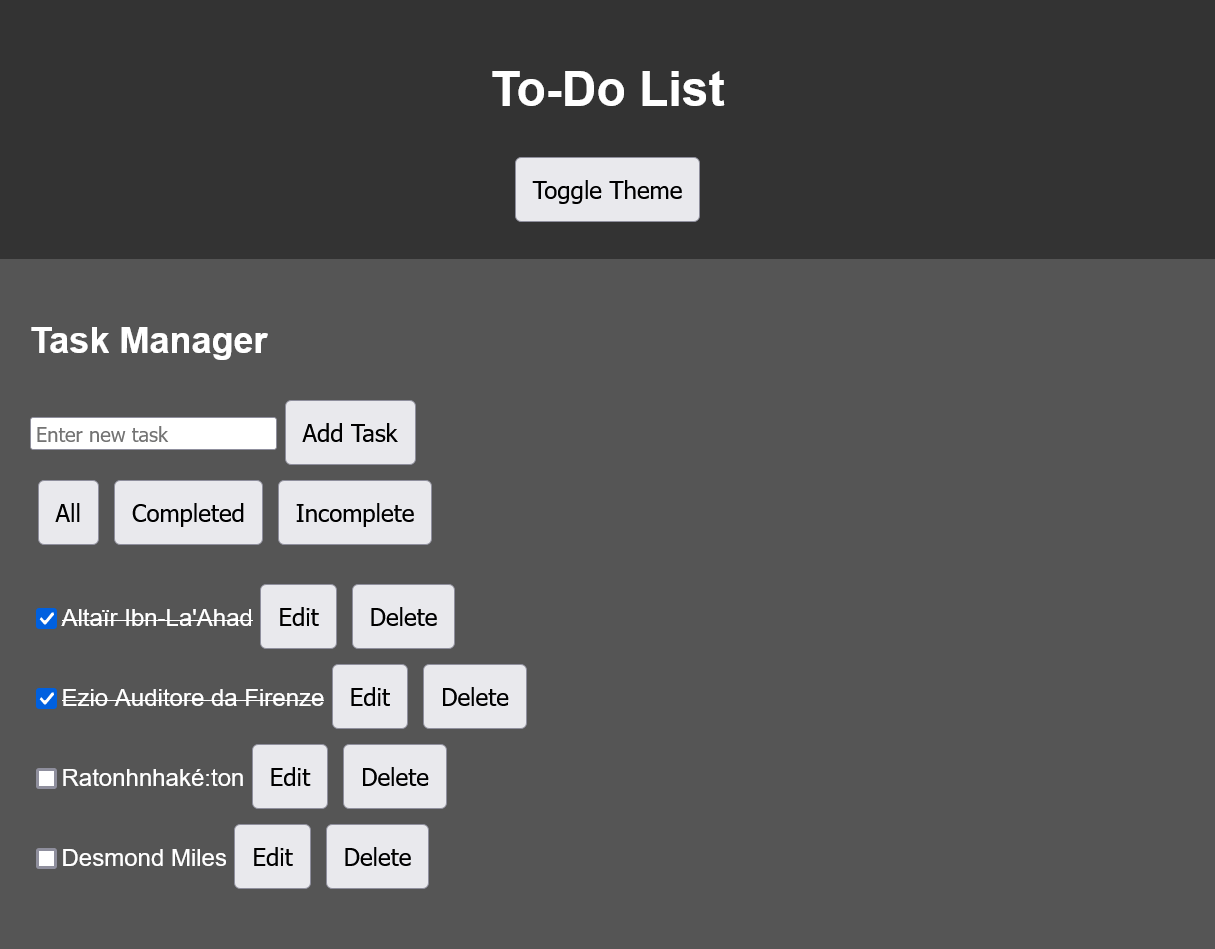 To-Do List
Toggle Theme
Task Manager
Enter new task Add Task
All Completed Incomplete
Altaïr Ibn-La'Ahad Edit Delete
Ezio Auditore da Firenze Edit Delete
Ratonhnhaké:ton Edit Delete
Desmond Miles Edit Delete